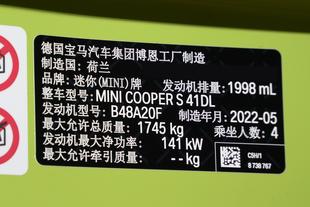 德国宝马汽车集团博恩工厂制造
制造国：荷兰
品牌：迷你(MINI)牌 发动机排量：1998 mL
整车型号：MINI COOPER S 41DL
发动机型号：B48A20F 制造年月：2022-05
最大允许总质量：1745 kg 乘坐人数：4
发动机最大净功率：141 kW
最大允许牵引质量：-- kg
C5H/1
8 738 767